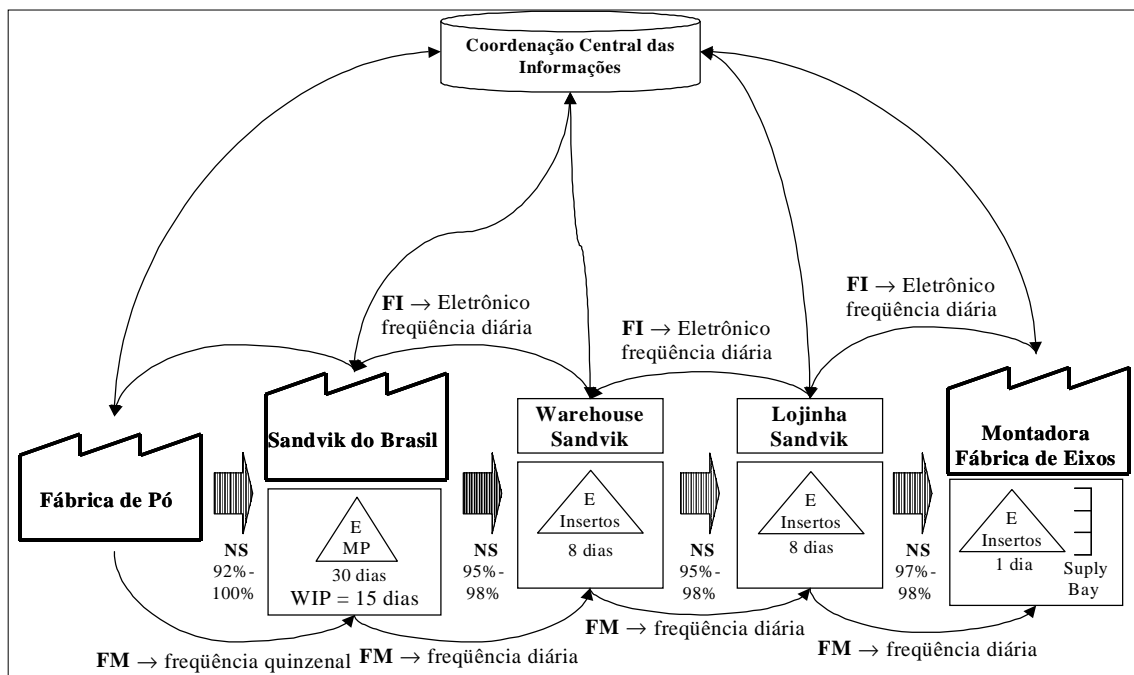 Coordenação Central das
Informações
FI → Eletrônico
freqüência diária
FI → Eletrônico
freqüência diária
FI → Eletrônico
freqüência diária
Fábrica de Pó
Sandvik do Brasil
Warehouse
Sandvik
Lojinha
Sandvik
Montadora
Fábrica de Eixos
NS
92%-
100%
E
MP
30 dias
WIP = 15 dias
NS
95%-
98%
E
Insertos
8 dias
NS
95%-
98%
E
Insertos
8 dias
NS
97%-
98%
E
Insertos
1 dia
Suply
Bay
FM → freqüência quinzenal
FM → freqüência diária
FM → freqüência diária
FM → freqüência diária